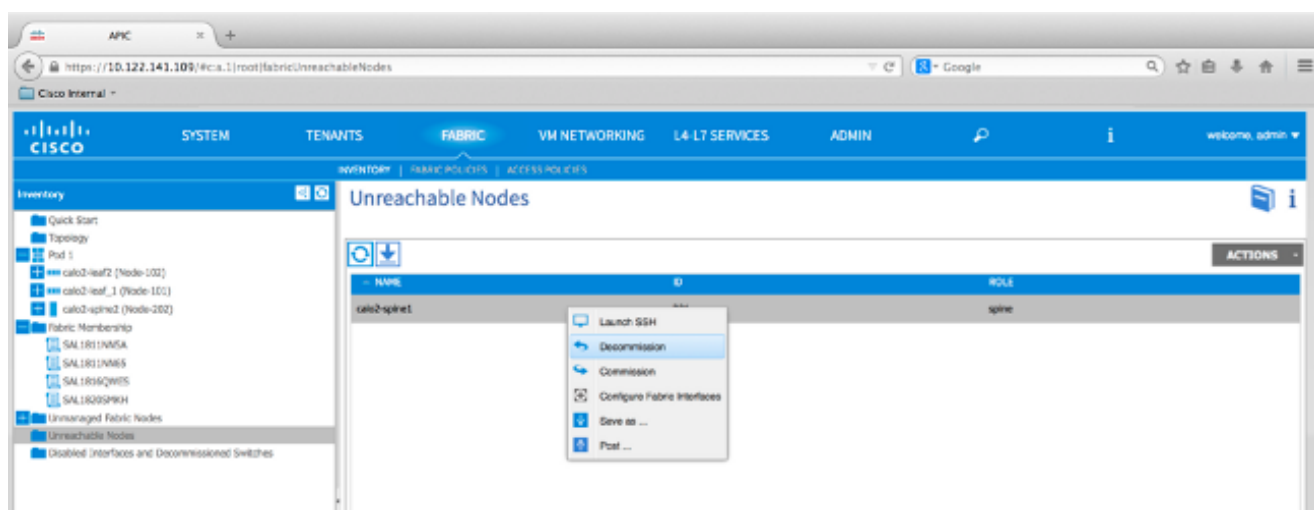 APIC
https://10.122.141.109/#c:a.1|root|fabricUnreachableNodes
Google
Cisco Internal
CISCO
SYSTEM
TENANTS
FABRIC
VM NETWORKING
L4-L7 SERVICES
ADMIN
i
welcome, admin
INVENTORY | FABRIC POLICIES | ACCESS POLICIES
Inventory
Unreachable Nodes
i
Quick Start
Topology
Pod 1
calo2-leaf2 (Node-102)
calo2-leaf_1 (Node-101)
calo2-spine2 (Node-202)
Fabric Membership
SAL1811NN5A
SAL1811NN6S
SAL1816QWES
SAL1820SMKH
Unmanaged Fabric Nodes
Unreachable Nodes
Disabled Interfaces and Decommissioned Switches
ACTIONS
NAME
ID
ROLE
calo2-spine1
spine
Launch SSH
Decommission
Commission
Configure Fabric Interfaces
Save as ...
Post ...